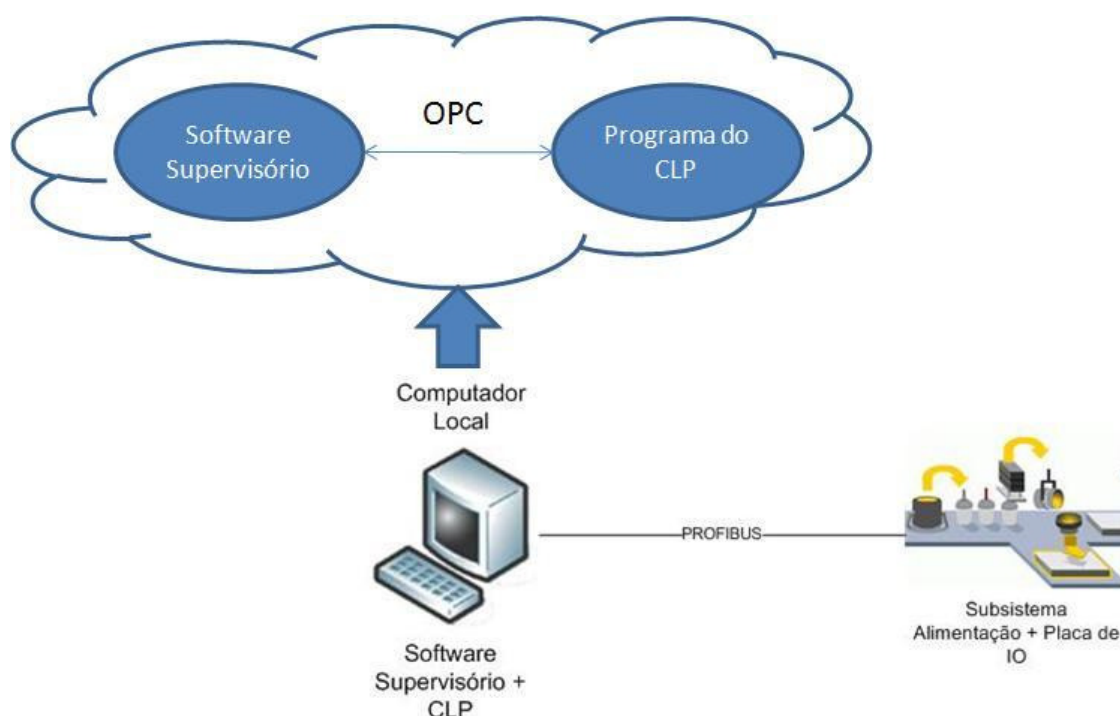 OPC
Software
Supervisório
Programa do
CLP
Computador
Local
PROFIBUS
Software
Supervisório +
CLP
Subsistema
Alimentação + Placa de
IO